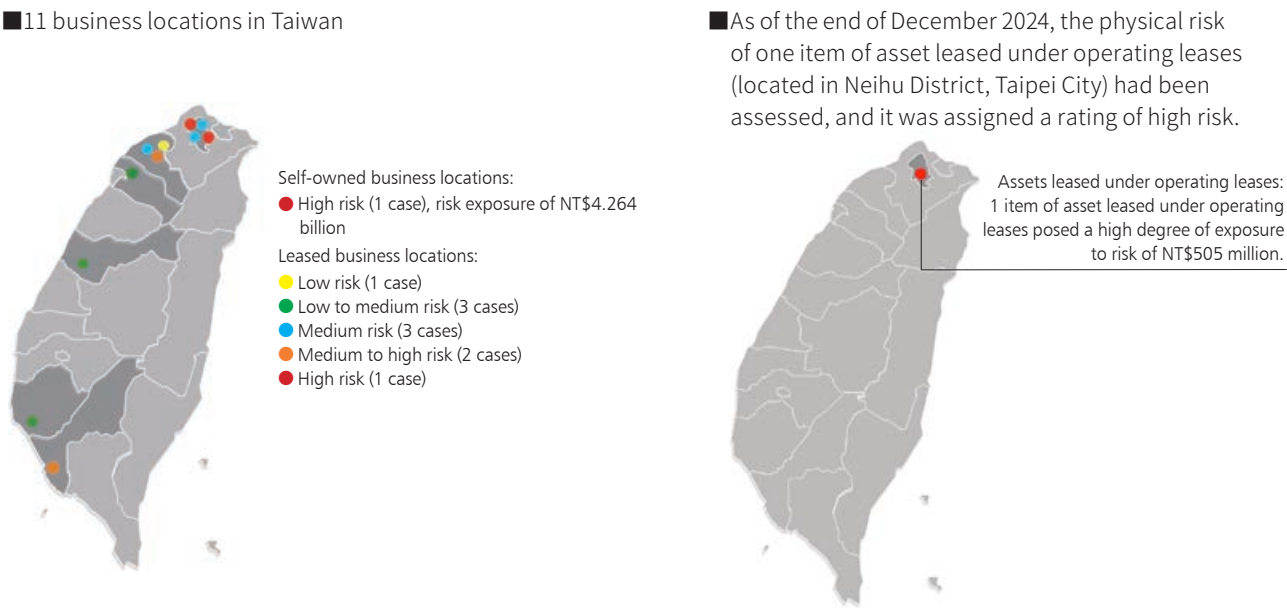 ■11 business locations in Taiwan
Self-owned business locations:
High risk (1 case), risk exposure of NT$4.264
billion
Leased business locations:
Low risk (1 case)
Low to medium risk (3 cases)
Medium risk (3 cases)
Medium to high risk (2 cases)
High risk (1 case)
■As of the end of December 2024, the physical risk
of one item of asset leased under operating leases
(located in Neihu District, Taipei City) had been
assessed, and it was assigned a rating of high risk.
Assets leased under operating leases:
1 item of asset leased under operating
leases posed a high degree of exposure
to risk of NT$505 million.